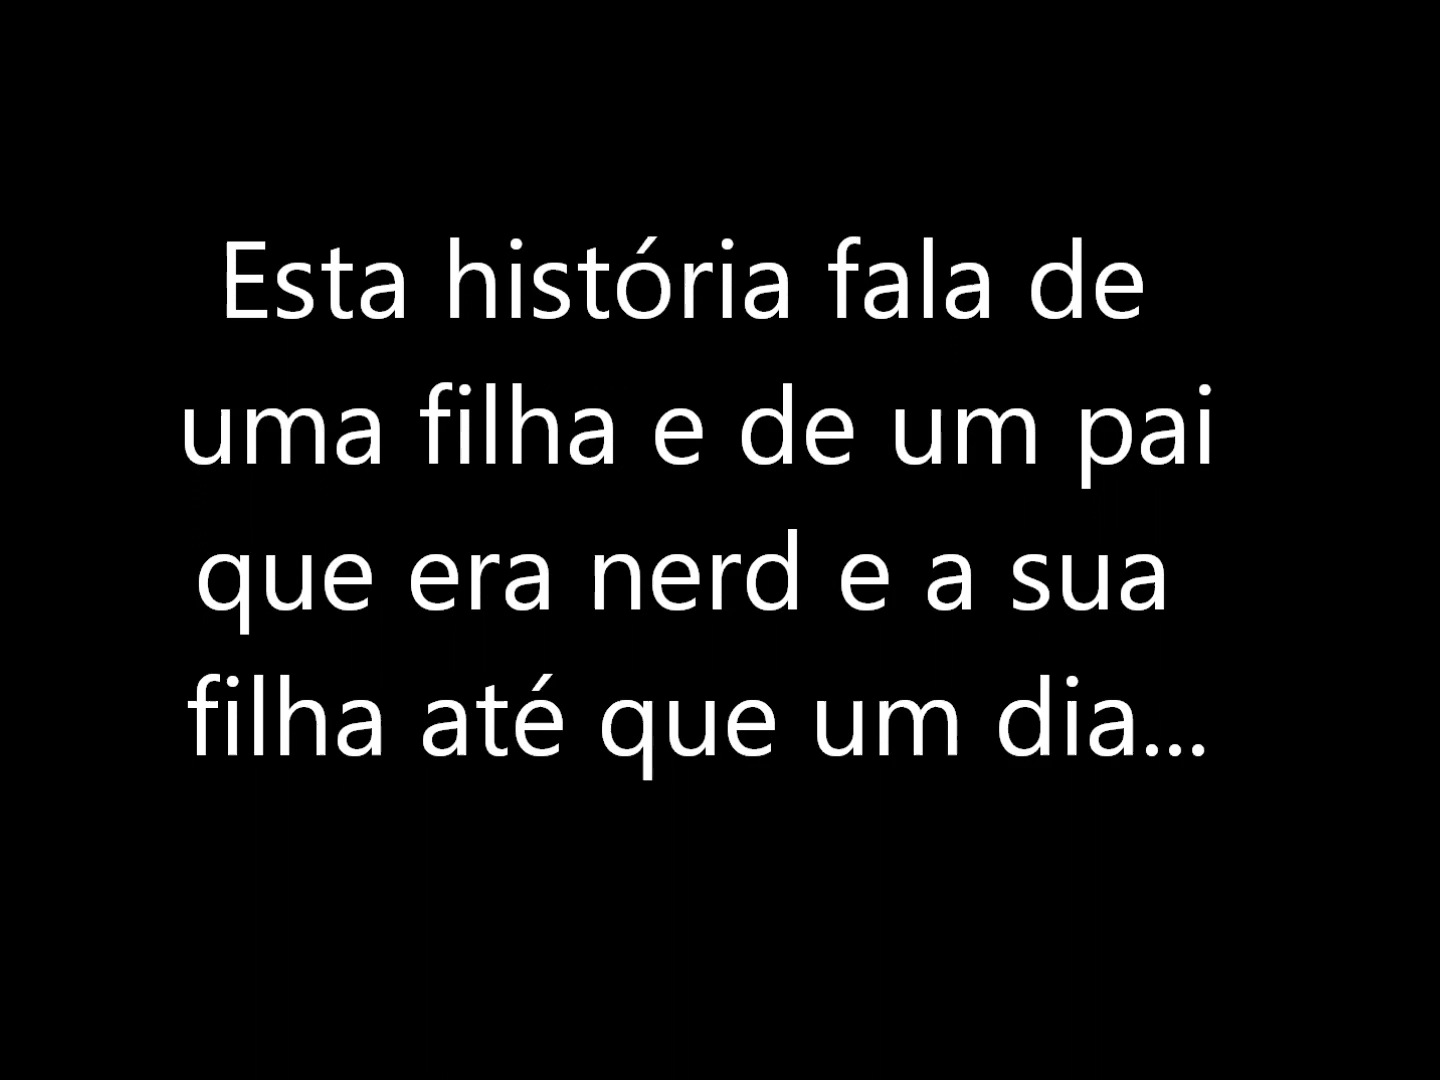 Esta história fala de
uma filha e de um pai
que era nerd e a sua
filha até que um dia...